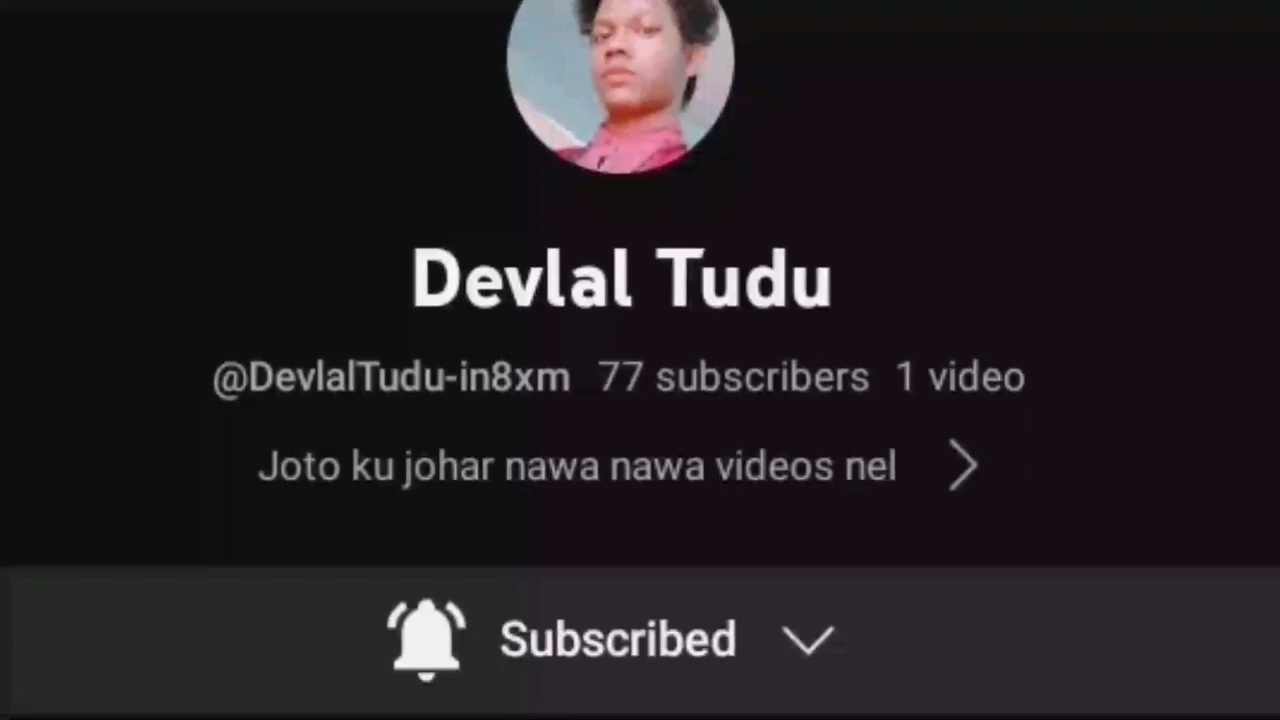 Devlal Tudu
@DevlalTudu-in8xm 77 subscribers 1 video
Joto ku johar nawa nawa videos nel
Subscribed